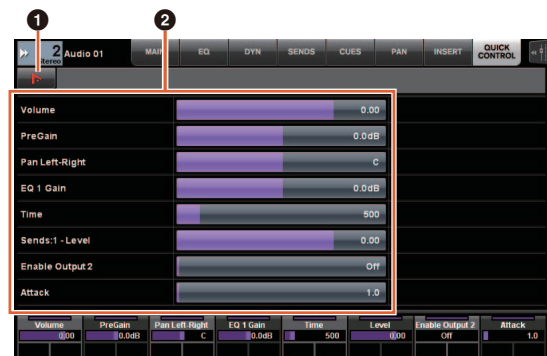 1 2
2 Audio 01 MAIN EQ DYN SENDS CUES PAN INSERT QUICK CONTROL
Stereo
Volume 0.00
PreGain 0.0dB
Pan Left-Right C
EQ 1 Gain 0.0dB
Time 500
Sends:1 - Level 0.00
Enable Output 2 Off
Attack 1.0
Volume PreGain Pan Left-Right EQ 1 Gain Time Level Enable Output 2 Attack
0.00 0.0dB C 0.0dB 500 0.00 Off 1.0